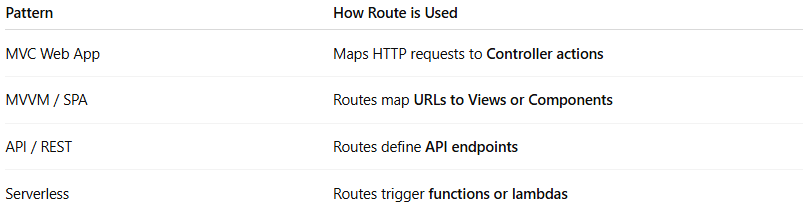 Pattern How Route is Used
MVC Web App Maps HTTP requests to Controller actions
MVVM / SPA Routes map URLs to Views or Components
API / REST Routes define API endpoints
Serverless Routes trigger functions or lambdas